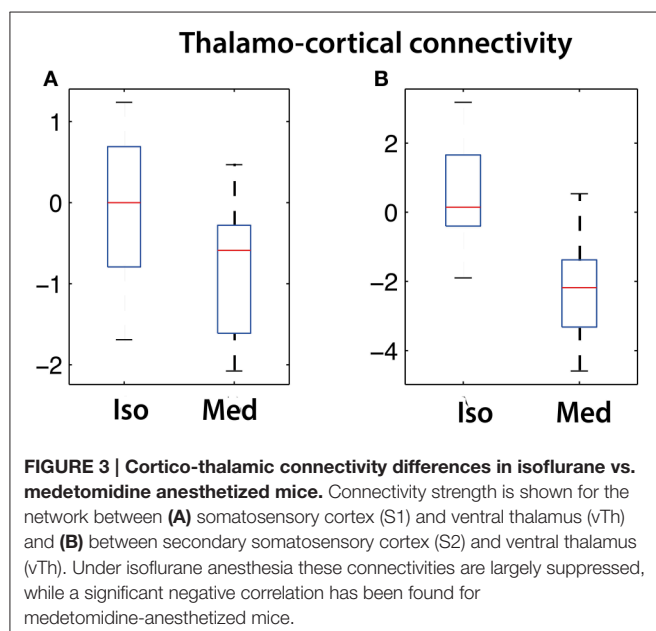 Thalamo-cortical connectivity
A
B
1
0
−1
−2
Iso
Med
2
0
−2
−4
Iso
Med
FIGURE 3 | Cortico-thalamic connectivity differences in isoflurane vs.
medetomidine anesthetized mice. Connectivity strength is shown for the
network between (A) somatosensory cortex (S1) and ventral thalamus (vTh)
and (B) between secondary somatosensory cortex (S2) and ventral thalamus
(vTh). Under isoflurane anesthesia these connectivities are largely suppressed,
while a significant negative correlation has been found for
medetomidine-anesthetized mice.